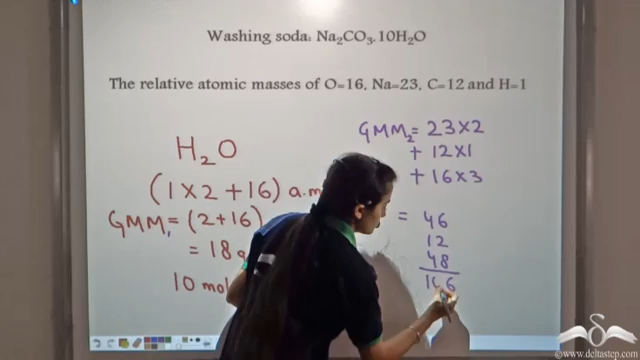 Washing soda: Na₂CO₃.10H₂O
The relative atomic masses of O=16, Na=23, C=12 and H=1
H₂O
(1×2+16) a.m
GMM₁ = (2+16)
= 18
10 mol
GMM₂ = 23×2
+ 12×1
+ 16×3
= 46
12
48
©www.deltastep.com